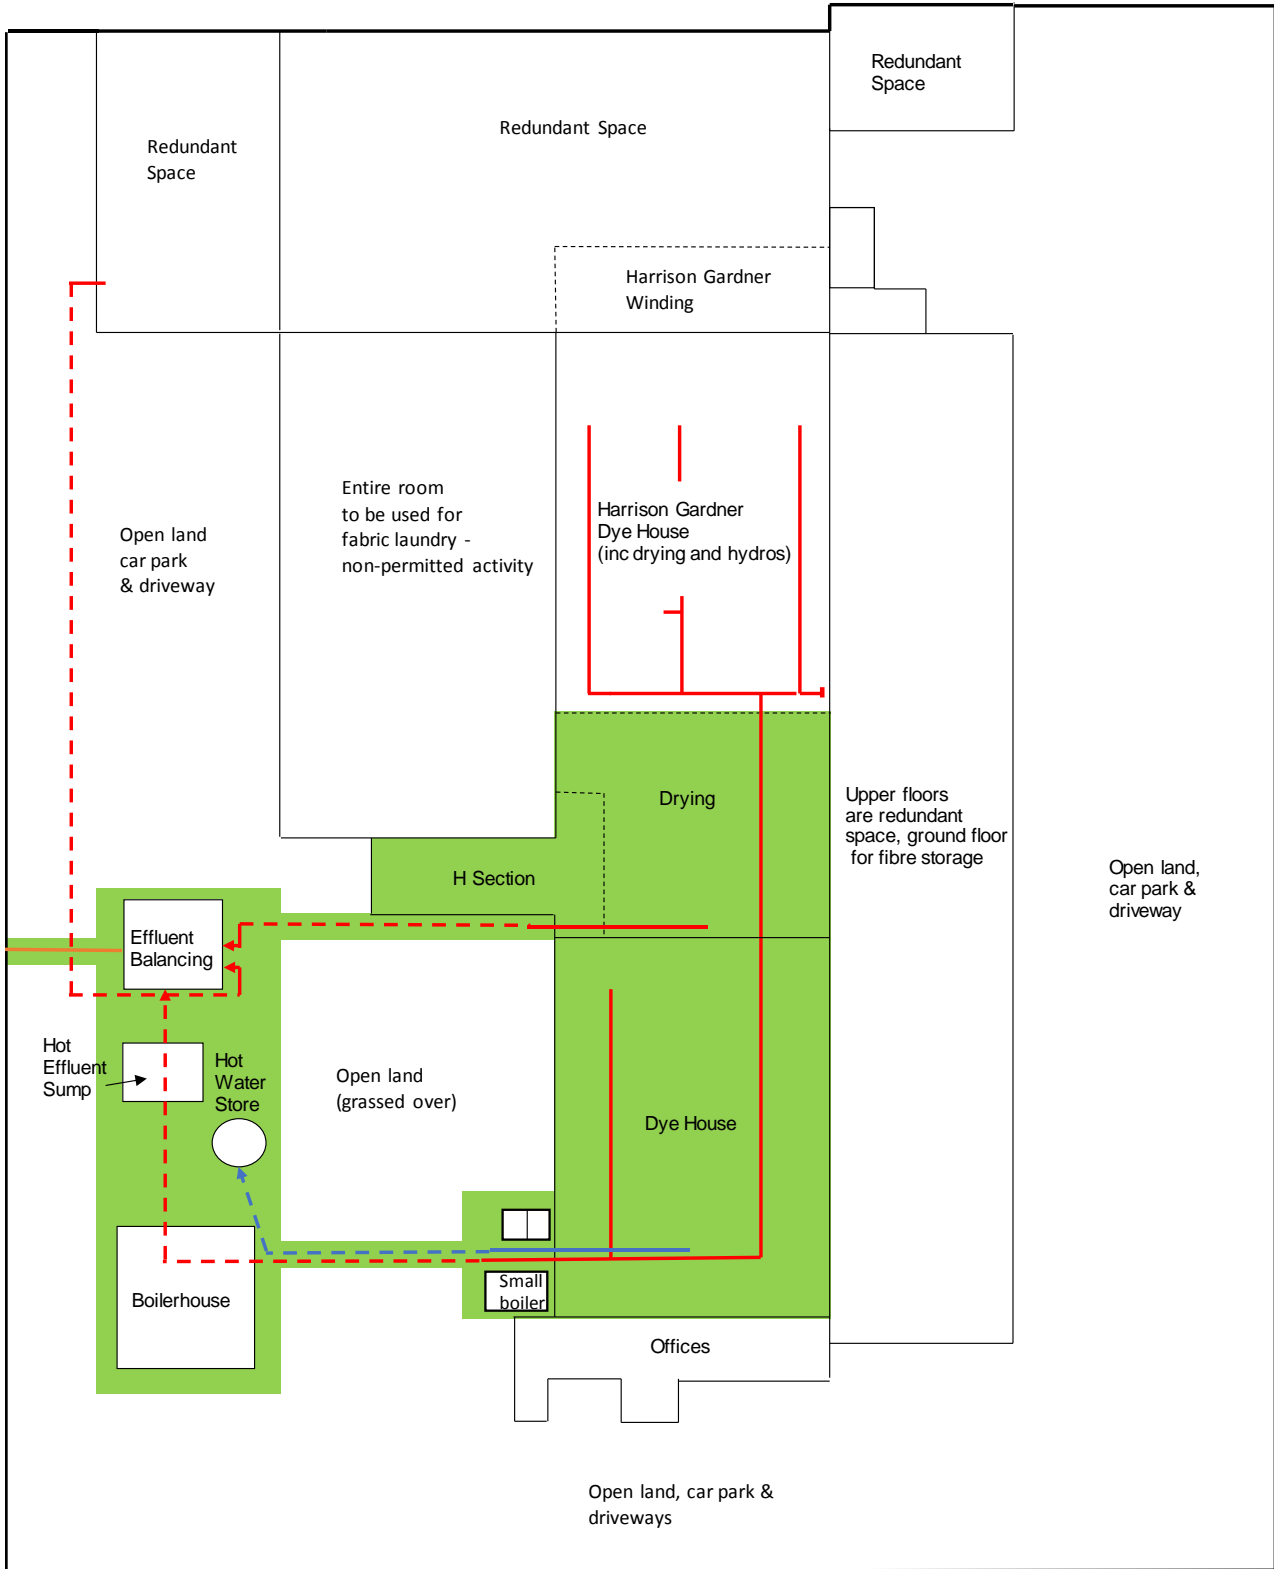 Redundant
Space
Redundant Space
Redundant
Space
Harrison Gardner
Winding
Entire room
to be used for
fabric laundry -
non-permitted activity
Harrison Gardner
Dye House
(inc drying and hydros)
Open land
car park
& driveway
Drying
Upper floors
are redundant
space, ground floor
for fibre storage
H Section
Open land,
car park &
driveway
Effluent
Balancing
Hot
Effluent
Sump
Hot
Water
Store
Open land
(grassed over)
Dye House
Small
boiler
Boilerhouse
Offices
Open land, car park &
driveways